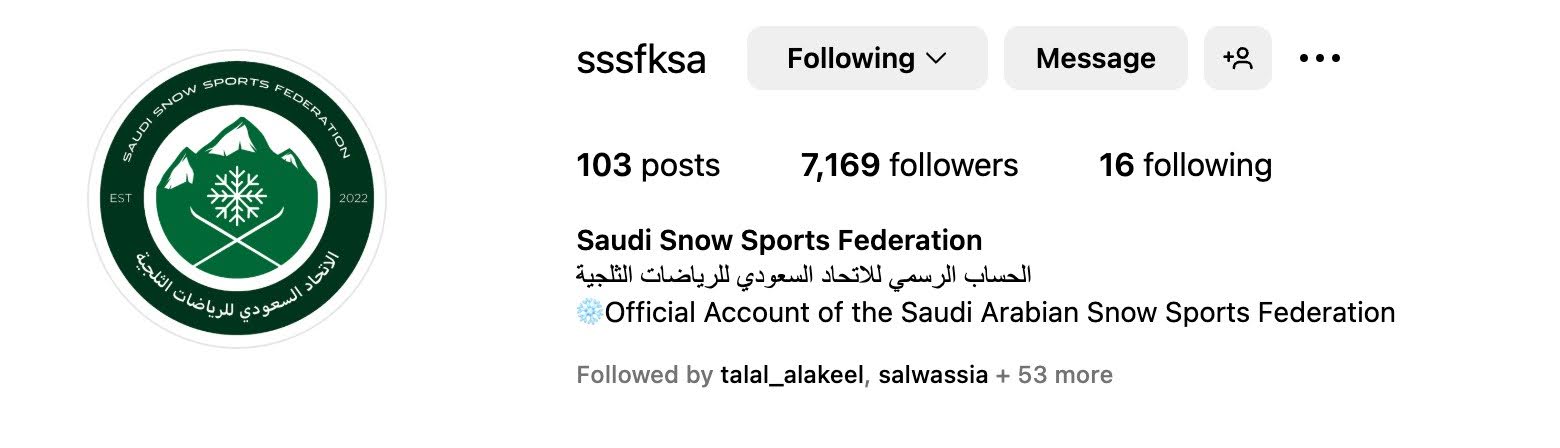 SAUDI SNOW SPORTS FEDERATION
EST 2022
الاتحاد السعودي للرياضات الثلجية
sssfksa Following Message
103 posts 7,169 followers 16 following
Saudi Snow Sports Federation
الحساب الرسمي للاتحاد السعودي للرياضات الثلجية
❄️Official Account of the Saudi Arabian Snow Sports Federation
Followed by talal_alakeel, salwassia + 53 more